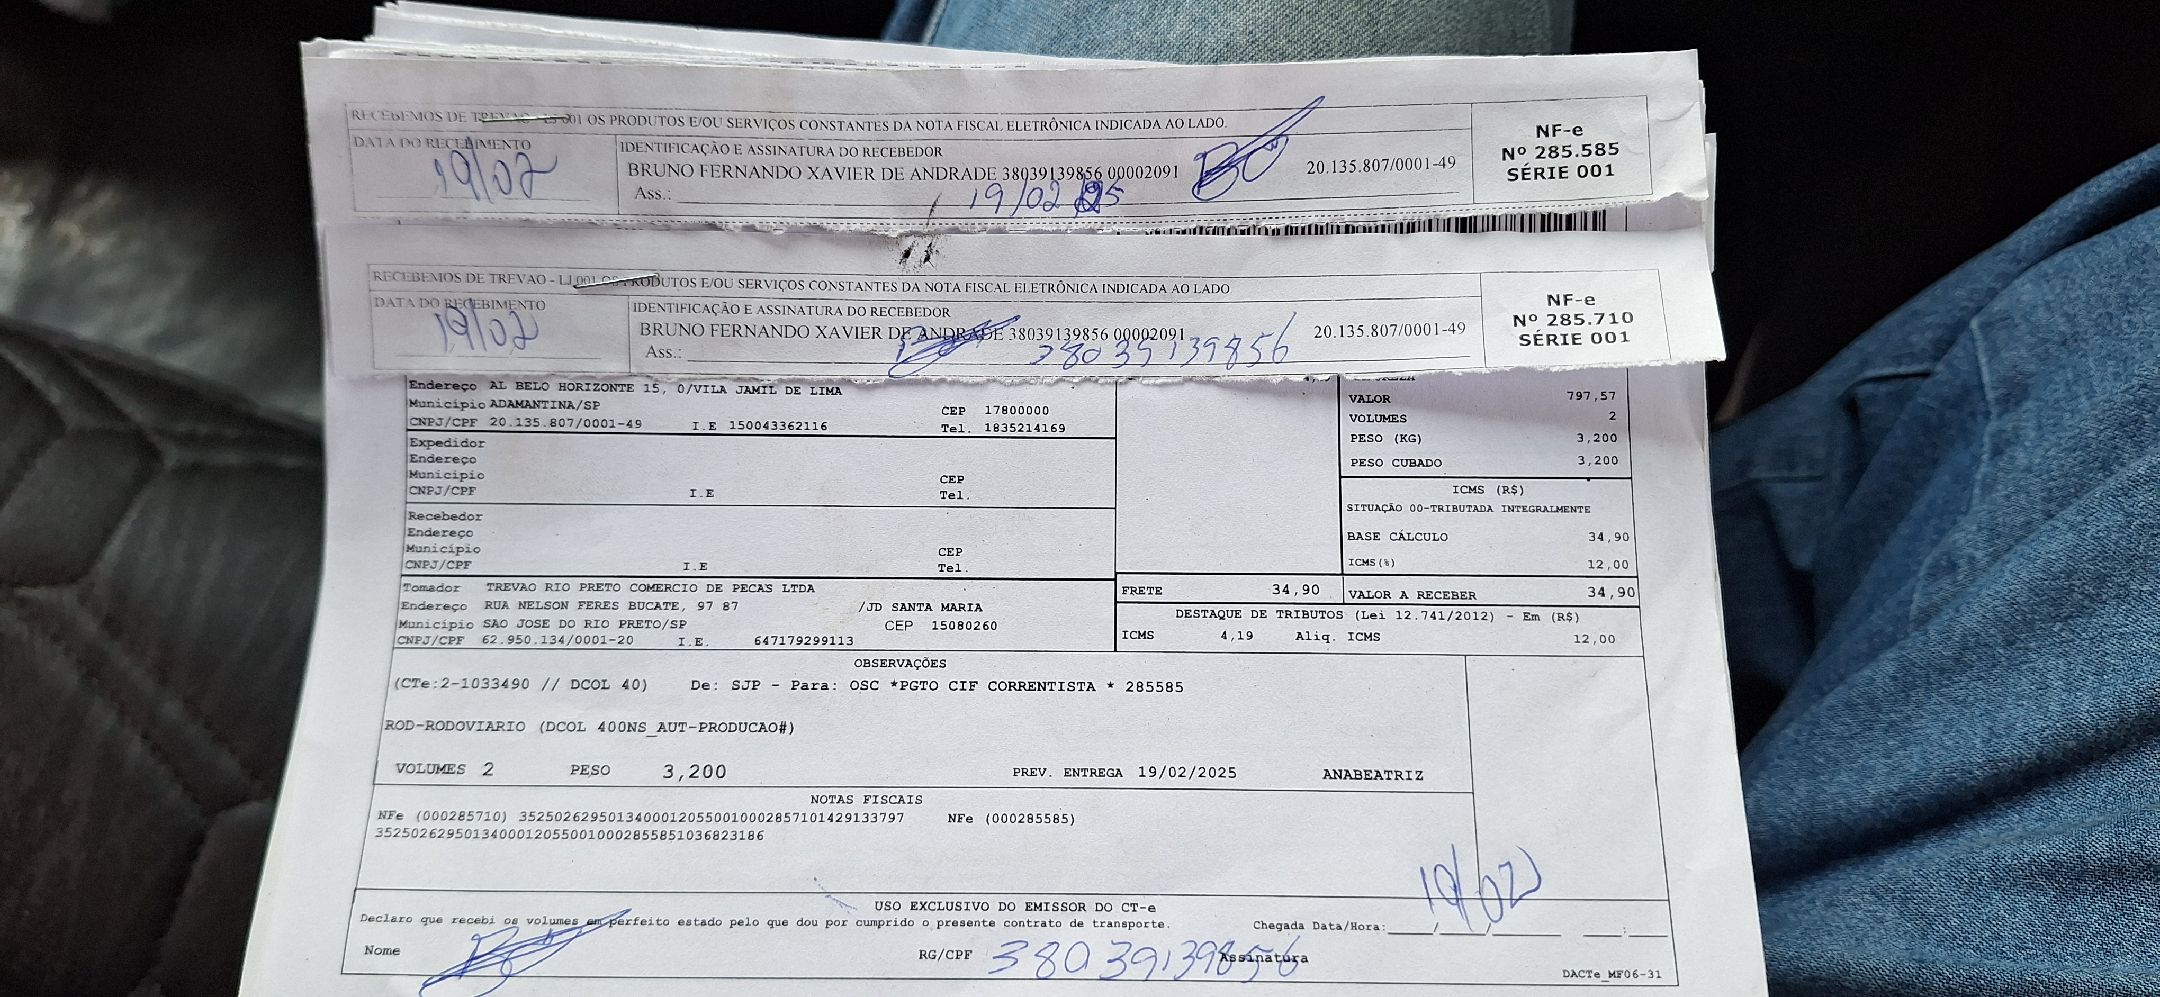 RECEBEMOS DE TREVAO - LJ 001 OS PRODUTOS E/OU SERVIÇOS CONSTANTES DA NOTA FISCAL ELETRÔNICA INDICADA AO LADO.
DATA DO RECEBIMENTO
19/02
IDENTIFICAÇÃO E ASSINATURA DO RECEBEDOR
BRUNO FERNANDO XAVIER DE ANDRADE 38039139856 00002091
20.135.807/0001-49
Ass.:
19/02 25
NF-e
Nº 285.585
SÉRIE 001
RECEBEMOS DE TREVAO - LJ 001 OS PRODUTOS E/OU SERVIÇOS CONSTANTES DA NOTA FISCAL ELETRÔNICA INDICADA AO LADO
DATA DO RECEBIMENTO
19/02
IDENTIFICAÇÃO E ASSINATURA DO RECEBEDOR
BRUNO FERNANDO XAVIER DE ANDRADE 38039139856 00002091
20.135.807/0001-49
Ass.: 38039139856
NF-e
Nº 285.710
SÉRIE 001
Endereço AL BELO HORIZONTE 15, 0/VILA JAMIL DE LIMA
Município ADAMANTINA/SP CEP 17800000
CNPJ/CPF 20.135.807/0001-49 I.E 150043362116 Tel. 1835214169
Expedidor
Endereço
Município CEP
CNPJ/CPF I.E Tel.
Recebedor
Endereço
Município CEP
CNPJ/CPF I.E Tel.
Tomador TREVAO RIO PRETO COMERCIO DE PECAS LTDA
Endereço RUA NELSON FERES BUCATE, 97 87 /JD SANTA MARIA
Município SAO JOSE DO RIO PRETO/SP CEP 15080260
CNPJ/CPF 62.950.134/0001-20 I.E. 647179299113
VALOR 797,57
VOLUMES 2
PESO (KG) 3,200
PESO CUBADO 3,200
ICMS (R$)
SITUAÇÃO 00-TRIBUTADA INTEGRALMENTE
BASE CÁLCULO 34,90
ICMS(%) 12,00
FRETE 34,90
VALOR A RECEBER 34,90
DESTAQUE DE TRIBUTOS (Lei 12.741/2012) - Em (R$)
ICMS 4,19 Aliq. ICMS 12,00
OBSERVAÇÕES
(CTe:2-1033490 // DCOL 40) De: SJP - Para: OSC *PGTO CIF CORRENTISTA * 285585
ROD-RODOVIARIO (DCOL 400NS_AUT-PRODUCAO#)
VOLUMES 2 PESO 3,200 PREV. ENTREGA 19/02/2025 ANABEATRIZ
NOTAS FISCAIS
NFe (000285710) 35250262950134000120550010002857101429133797 NFe (000285585)
35250262950134000120550010002855851036823186
USO EXCLUSIVO DO EMISSOR DO CT-e
Declaro que recebi os volumes em perfeito estado pelo que dou por cumprido o presente contrato de transporte.
Chegada Data/Hora: 19/02
Nome
RG/CPF 38039139856
Assinatura
DACTe_MF06-31